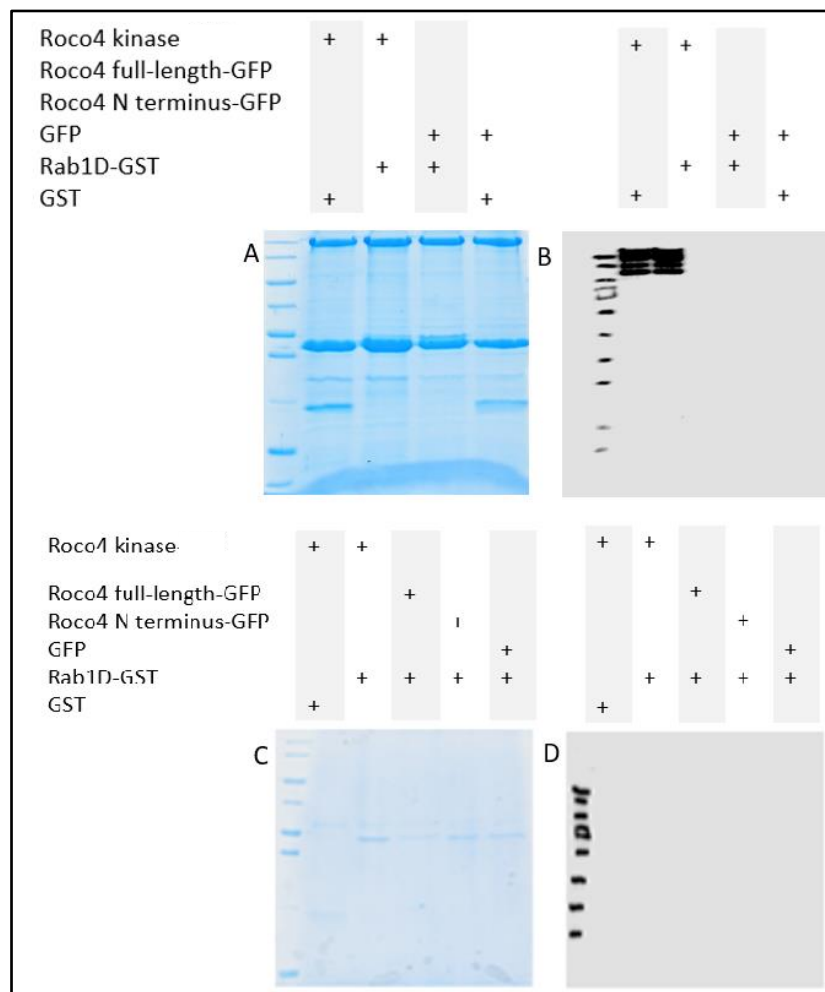 Roco4 kinase + + + +
Roco4 full-length-GFP
Roco4 N terminus-GFP
GFP + + + +
Rab1D-GST + + + +
GST + + + +
A B
Roco4 kinase + + + +
Roco4 full-length-GFP + +
Roco4 N terminus-GFP ı +
GFP + +
Rab1D-GST + + + + + + + +
GST + +
C D